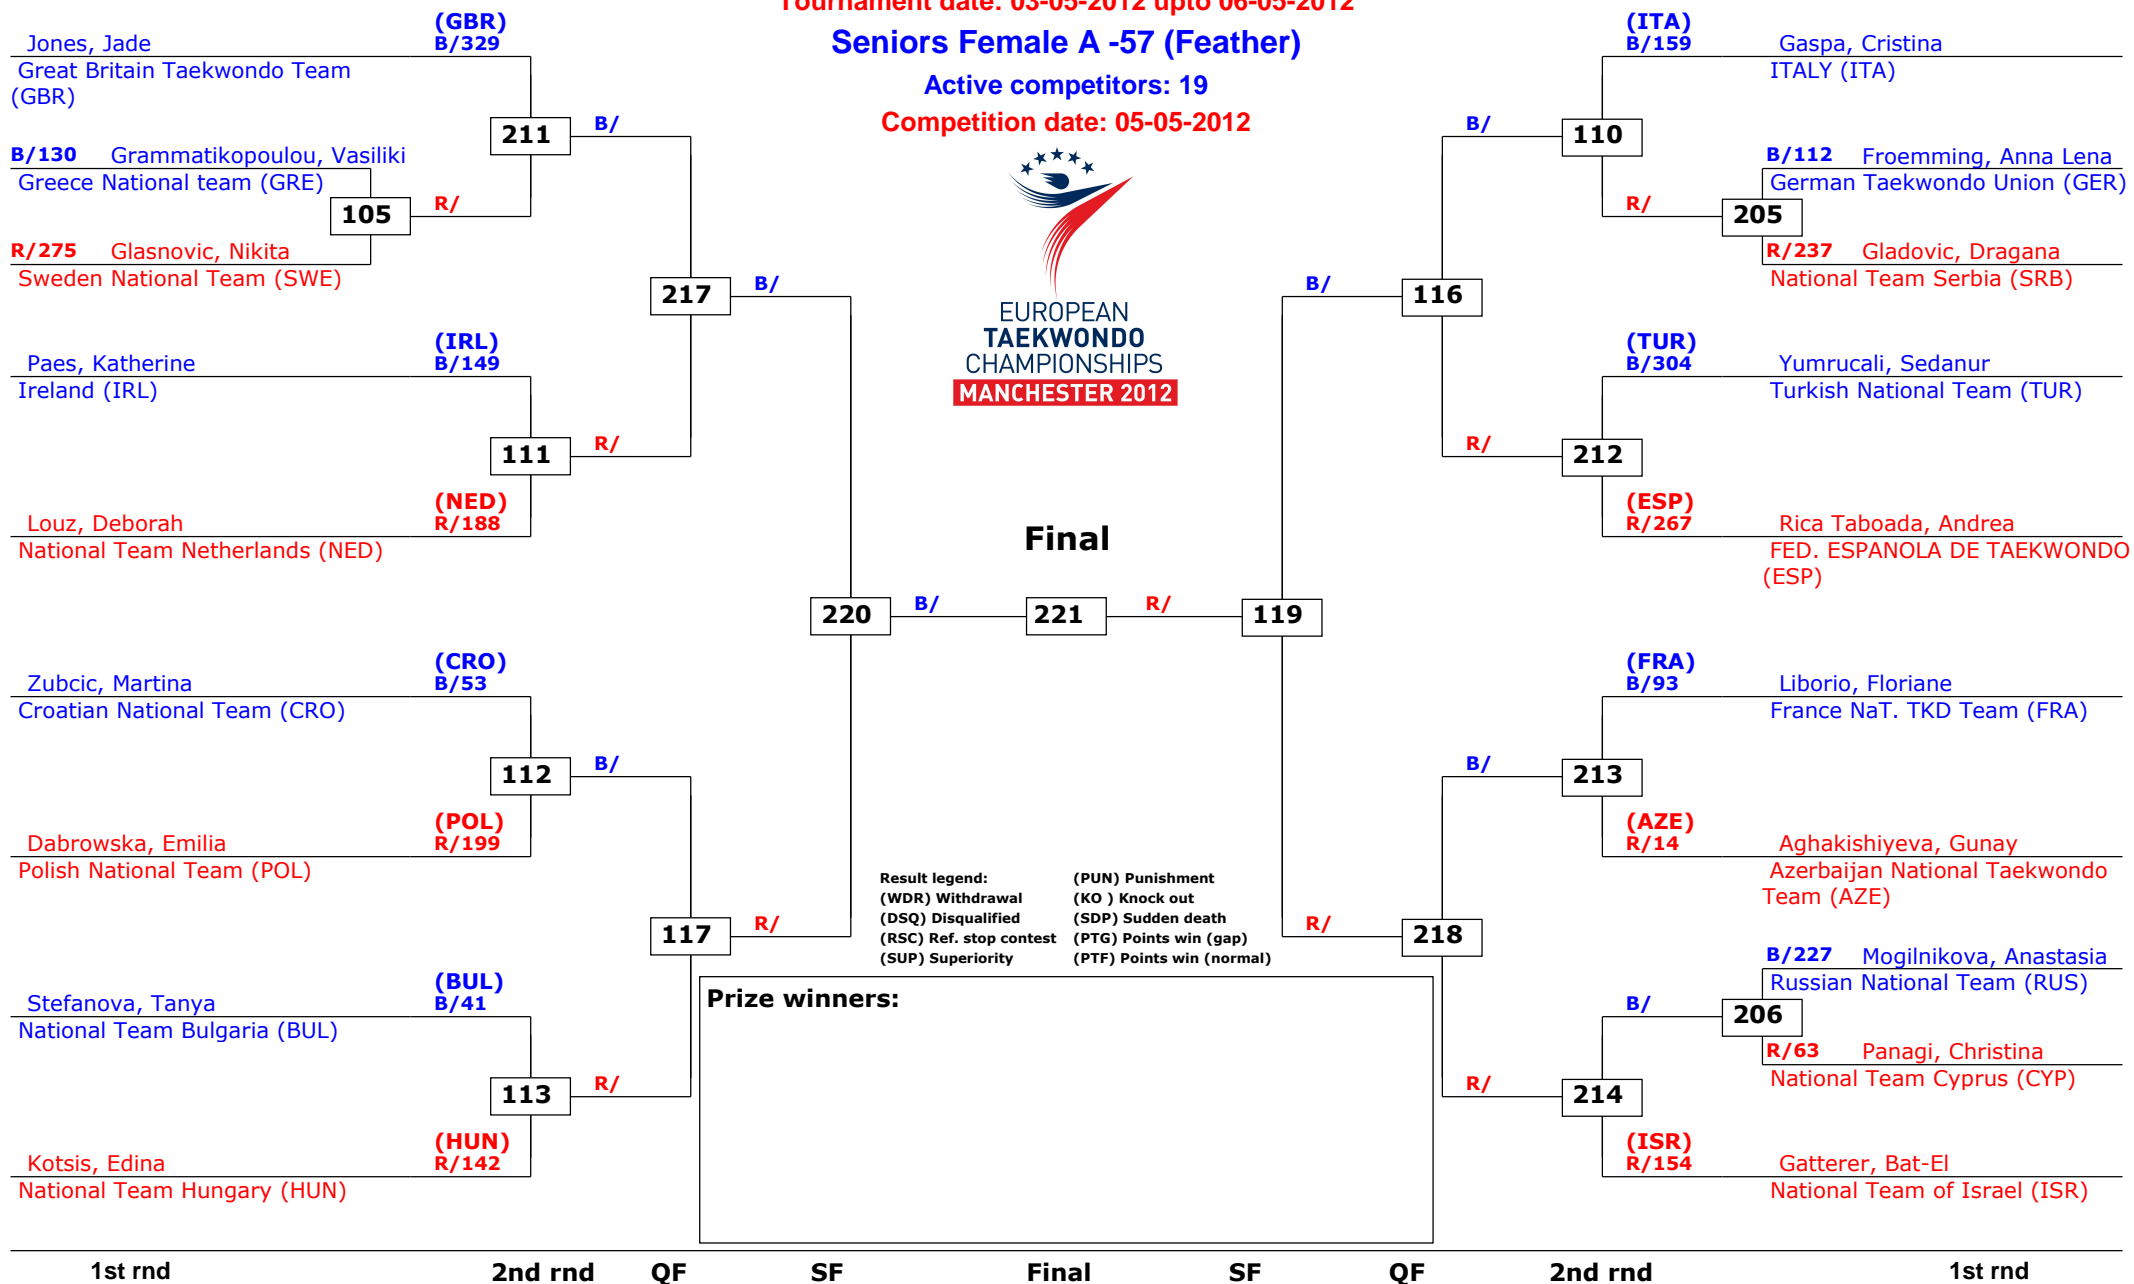 Tournament date: 03-05-2012 upto 06-05-2012
Seniors Female A -57 (Feather)
Active competitors: 19
Competition date: 05-05-2012
EUROPEAN
TAEKWONDO
CHAMPIONSHIPS
MANCHESTER 2012
(GBR)
Jones, Jade B/329
Great Britain Taekwondo Team
(GBR)
211
B/
B/130 Grammatikopoulou, Vasiliki
Greece National team (GRE)
105
R/
R/275 Glasnovic, Nikita
Sweden National Team (SWE)
217
B/
(IRL)
Paes, Katherine B/149
Ireland (IRL)
111
R/
(NED)
Louz, Deborah R/188
National Team Netherlands (NED)
220
B/
(CRO)
Zubcic, Martina B/53
Croatian National Team (CRO)
112
B/
(POL)
Dabrowska, Emilia R/199
Polish National Team (POL)
117
R/
(BUL)
Stefanova, Tanya B/41
National Team Bulgaria (BUL)
113
R/
(HUN)
Kotsis, Edina R/142
National Team Hungary (HUN)
Final
221
R/
119
(ITA)
B/159 Gaspa, Cristina
ITALY (ITA)
B/
110
B/112 Froemming, Anna Lena
German Taekwondo Union (GER)
R/
205
R/237 Gladovic, Dragana
National Team Serbia (SRB)
B/
116
(TUR)
B/304 Yumrucali, Sedanur
Turkish National Team (TUR)
R/
212
(ESP)
R/267 Rica Taboada, Andrea
FED. ESPANOLA DE TAEKWONDO
(ESP)
(FRA)
B/93 Liborio, Floriane
France NaT. TKD Team (FRA)
B/
213
(AZE)
R/14 Aghakishiyeva, Gunay
Azerbaijan National Taekwondo
Team (AZE)
R/
218
B/227 Mogilnikova, Anastasia
Russian National Team (RUS)
B/
206
R/63 Panagi, Christina
National Team Cyprus (CYP)
R/
214
(ISR)
R/154 Gatterer, Bat-El
National Team of Israel (ISR)
Result legend: (PUN) Punishment
(WDR) Withdrawal (KO ) Knock out
(DSQ) Disqualified (SDP) Sudden death
(RSC) Ref. stop contest (PTG) Points win (gap)
(SUP) Superiority (PTF) Points win (normal)
Prize winners:
1st rnd 2nd rnd QF SF Final SF QF 2nd rnd 1st rnd